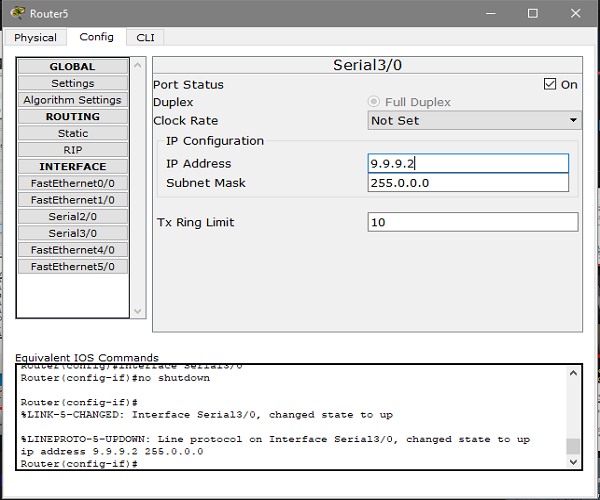 Router5
Physical Config CLI
GLOBAL
Settings
Algorithm Settings
ROUTING
Static
RIP
INTERFACE
FastEthernet0/0
FastEthernet1/0
Serial2/0
Serial3/0
FastEthernet4/0
FastEthernet5/0
Serial3/0
Port Status On
Duplex Full Duplex
Clock Rate Not Set
IP Configuration
IP Address 9.9.9.2
Subnet Mask 255.0.0.0
Tx Ring Limit 10
Equivalent IOS Commands
Router(config)#interface Serial3/0
Router(config-if)#no shutdown
Router(config-if)#
%LINK-5-CHANGED: Interface Serial3/0, changed state to up
%LINEPROTO-5-UPDOWN: Line protocol on Interface Serial3/0, changed state to up
ip address 9.9.9.2 255.0.0.0
Router(config-if)#